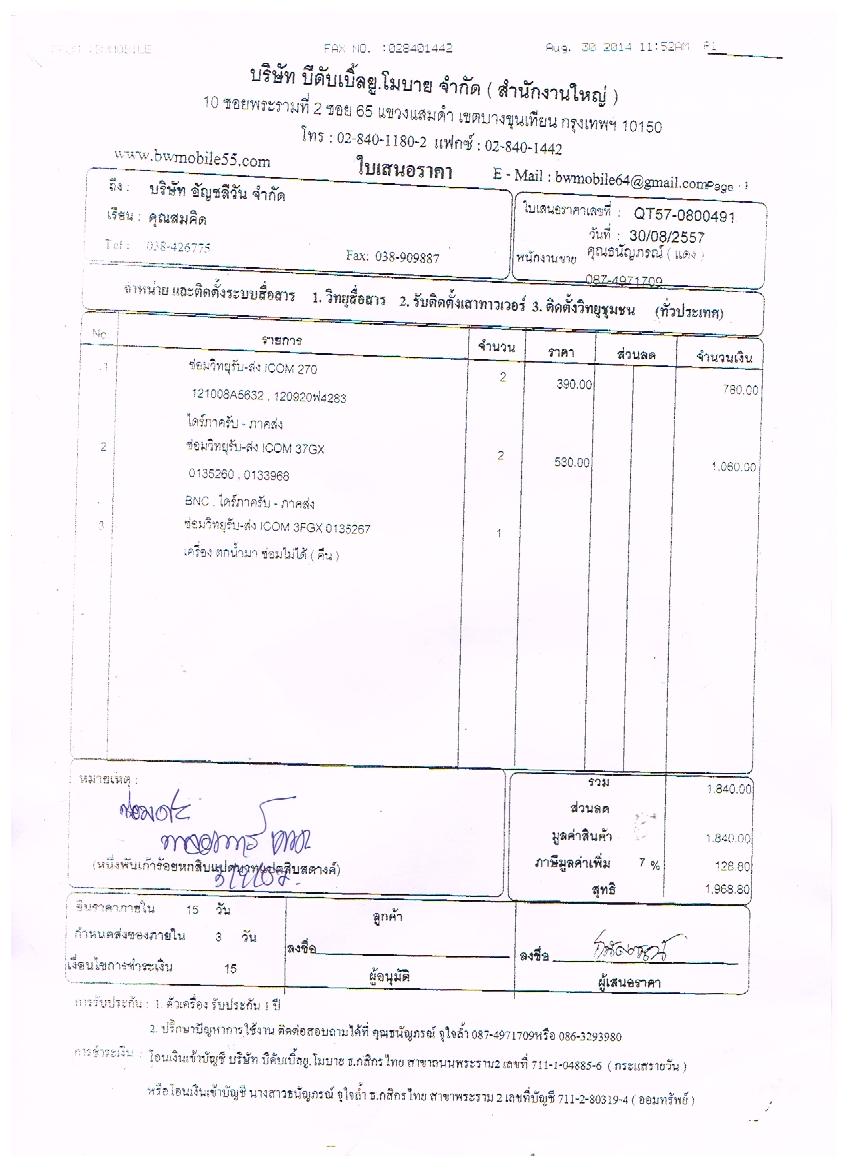 FAX NO. :028401442 Aug. 30 2014 11:52AM P1
บริษัท บีดับเบิ้ลยู.โมบาย จำกัด ( สำนักงานใหญ่ )
10 ซอยพระรามที่ 2 ซอย 65 แขวงแสมดำ เขตบางขุนเทียน กรุงเทพฯ 10150
โทร : 02-840-1180-2 แฟกซ์ : 02-840-1442
www.bwmobile55.com ใบเสนอราคา E - Mail : bwmobile64@gmail.com Page : 1
ถึง : บริษัท อัญชลีวัน จำกัด
เรียน : คุณสมคิด
Tel : 038-426775 Fax: 038-909887
ใบเสนอราคาเลขที่ : QT57-0800491
วันที่ : 30/08/2557
พนักงานขาย คุณธนัญภรณ์ ( แดง )
087-4971709
จำหน่าย และติดตั้งระบบสื่อสาร 1. วิทยุสื่อสาร 2. รับติดตั้งเสาทาวเวอร์ 3. ติดตั้งวิทยุชุมชน (ทั่วประเทศ)
No รายการ จำนวน ราคา ส่วนลด จำนวนเงิน
1 ซ่อมวิทยุรับ-ส่ง ICOM 270 2 390.00 780.00
121008A5632 , 120920ฟ4283
ไดร์ภาครับ - ภาคส่ง
2 ซ่อมวิทยุรับ-ส่ง ICOM 37GX 2 530.00 1,060.00
0135260 , 0133968
BNC , ไดร์ภาครับ - ภาคส่ง
3 ซ่อมวิทยุรับ-ส่ง ICOM 3FGX 0135267 1
เครื่อง ตกน้ำมา ซ่อมไม่ได้ ( คืน )
หมายเหตุ :
(หนึ่งพันเก้าร้อยหกสิบแปดบาทแปดสิบสตางค์)
รวม 1,840.00
ส่วนลด
มูลค่าสินค้า 1,840.00
ภาษีมูลค่าเพิ่ม 7 % 128.80
สุทธิ 1,968.80
ยืนราคาภายใน 15 วัน
กำหนดส่งของภายใน 3 วัน
เงื่อนไขการชำระเงิน 15
ลูกค้า
ลงชื่อ
ผู้อนุมัติ
ลงชื่อ
ผู้เสนอราคา
การรับประกัน : 1. ตัวเครื่อง รับประกัน 1 ปี
2. ปรึกษาปัญหาการใช้งาน ติดต่อสอบถามได้ที่ คุณธนัญภรณ์ จูใจล้ำ 087-4971709หรือ 086-3293980
การชำระเงิน : โอนเงินเข้าบัญชี บริษัท บีดับเบิ้ลยู.โมบาย ธ.กสิกรไทย สาขาถนนพระราม2 เลขที่ 711-1-04885-6 ( กระแสรายวัน )
หรือโอนเงินเข้าบัญชี นางสาวธนัญภรณ์ จูใจล้ำ ธ.กสิกรไทย สาขาพระราม 2 เลขที่บัญชี 711-2-80319-4 ( ออมทรัพย์ )